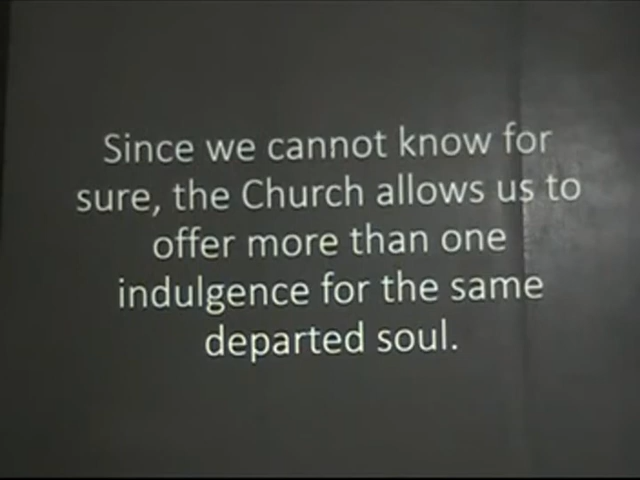 Since we cannot know for
sure, the Church allows us to
offer more than one
indulgence for the same
departed soul.